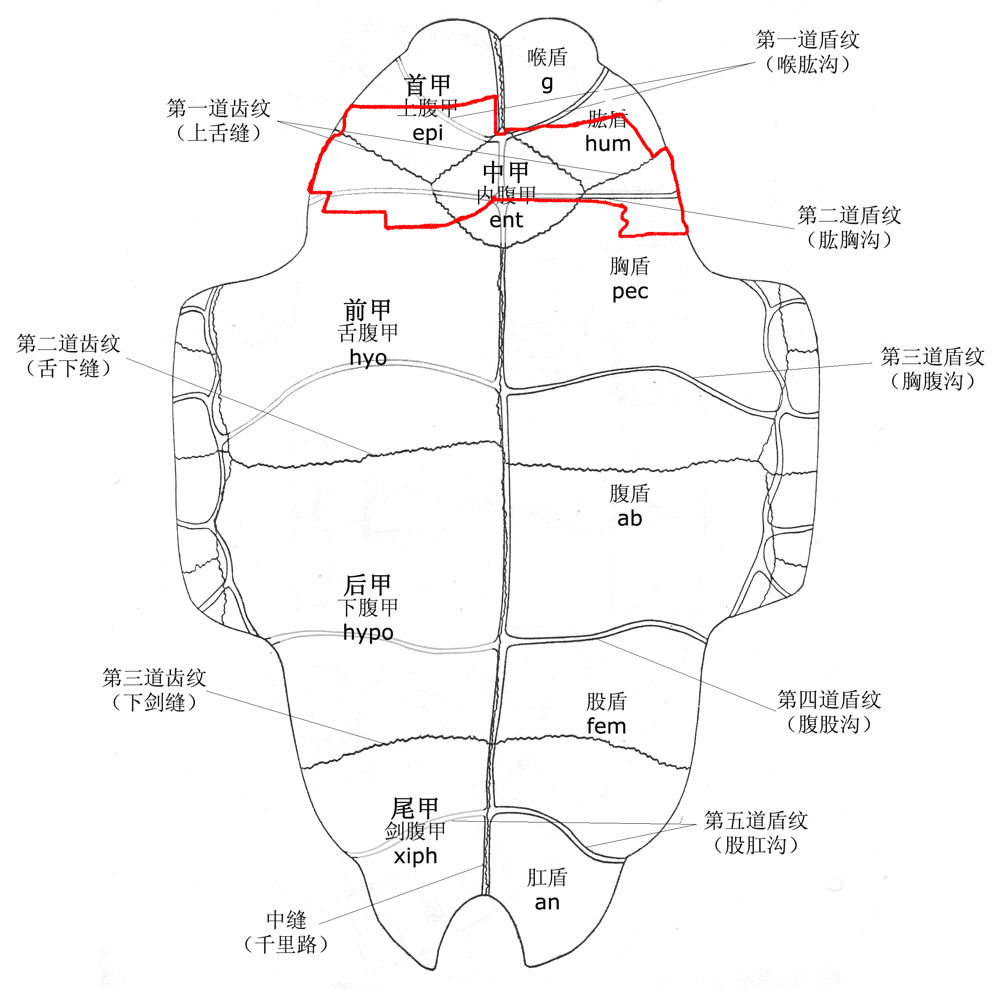 第一道盾纹
（喉肱沟）
喉盾
g
首甲
上腹甲
epi
第一道齿纹
（上舌缝）
肱盾
hum
中甲
内腹甲
ent
第二道盾纹
（肱胸沟）
胸盾
pec
前甲
舌腹甲
hyo
第二道齿纹
（舌下缝）
第三道盾纹
（胸腹沟）
腹盾
ab
后甲
下腹甲
hypo
第三道齿纹
（下剑缝）
股盾
fem
第四道盾纹
（腹股沟）
尾甲
剑腹甲
xiph
第五道盾纹
（股肛沟）
肛盾
an
中缝
（千里路）